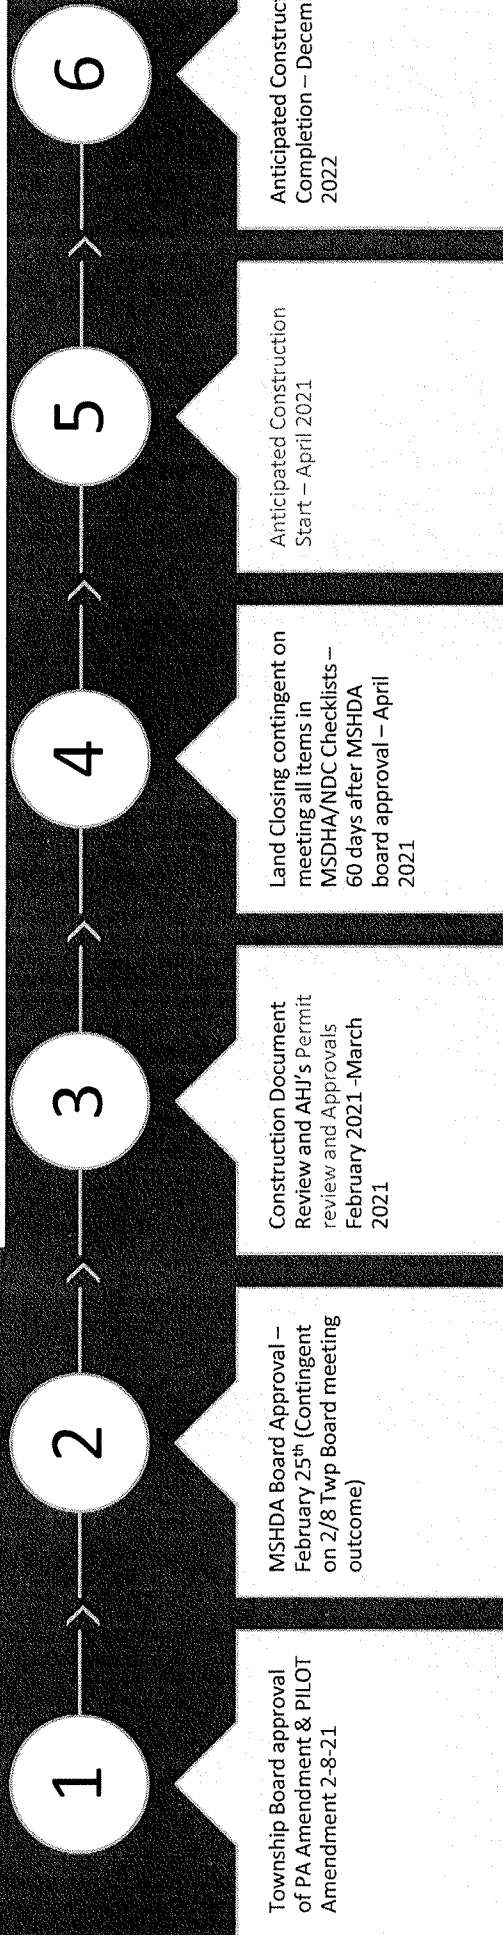 1
Township Board approval
of PA Amendment & PILOT
Amendment 2-8-21
2
MSHDA Board Approval –
February 25th (Contingent
on 2/8 Twp Board meeting
outcome)
3
Construction Document
Review and AHJ's Permit
review and Approvals
February 2021 -March
2021
4
Land Closing contingent on
meeting all items in
MSDHA/NDC Checklists –
60 days after MSHDA
board approval – April
2021
5
Anticipated Construction
Start – April 2021
6
Anticipated Construct
Completion – Decem
2022